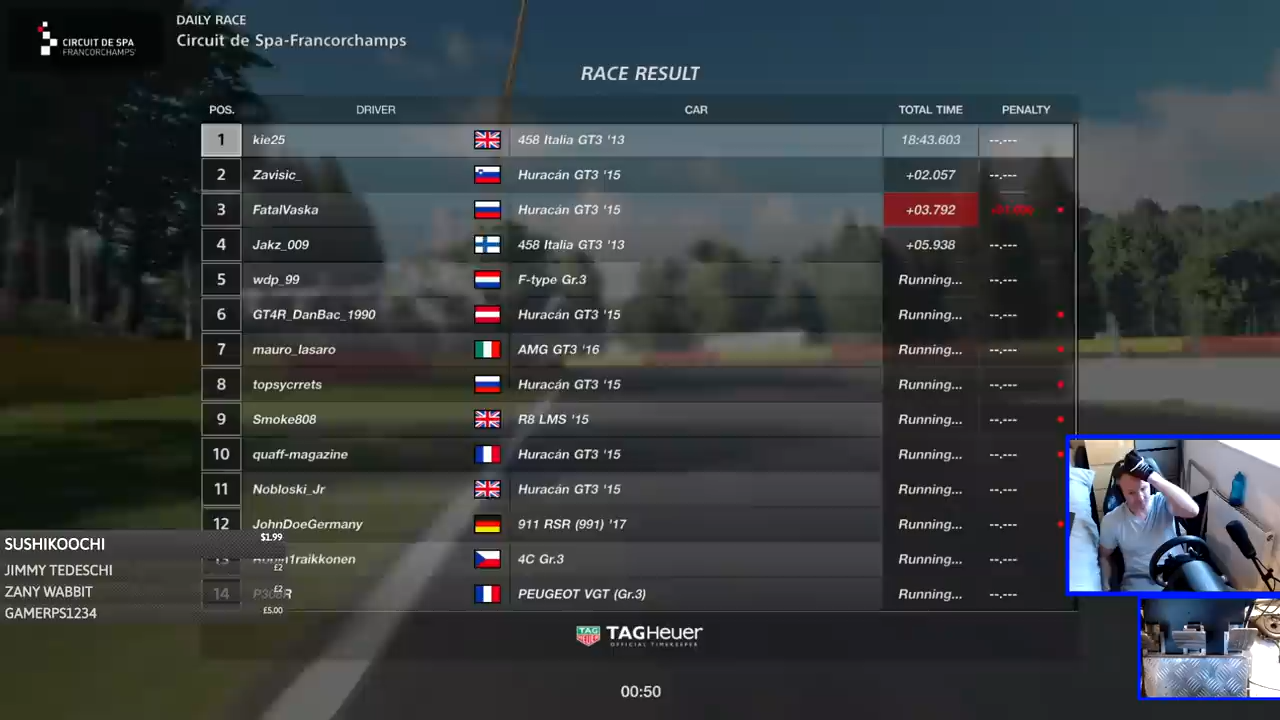 DAILY RACE
CIRCUIT DE SPA
FRANCORCHAMPS
Circuit de Spa-Francorchamps
RACE RESULT
POS. DRIVER CAR TOTAL TIME PENALTY
1 kie25 458 Italia GT3 '13 18:43.603 --.---
2 Zavisic_ Huracán GT3 '15 +02.057 --.---
3 FatalVaska Huracán GT3 '15 +03.792
4 Jakz_009 458 Italia GT3 '13 +05.938 --.---
5 wdp_99 F-type Gr.3 Running... --.---
6 GT4R_DanBac_1990 Huracán GT3 '15 Running... --.---
7 mauro_lasaro AMG GT3 '16 Running... --.---
8 topsycrrets Huracán GT3 '15 Running... --.---
9 Smoke808 R8 LMS '15 Running... --.---
10 quaff-magazine Huracán GT3 '15 Running... --.---
11 Nobloski_Jr Huracán GT3 '15 Running... --.---
12 JohnDoeGermany 911 RSR (991) '17 Running... --.---
13 4C Gr.3 Running... --.---
14 PEUGEOT VGT (Gr.3) Running... --.---
SUSHIKOOCHI $1.99
JIMMY TEDESCHI £2
ZANY WABBIT £2
GAMERPS1234 £5.00
TAG HEUER
TAGHeuer
OFFICIAL TIMEKEEPER
00:50